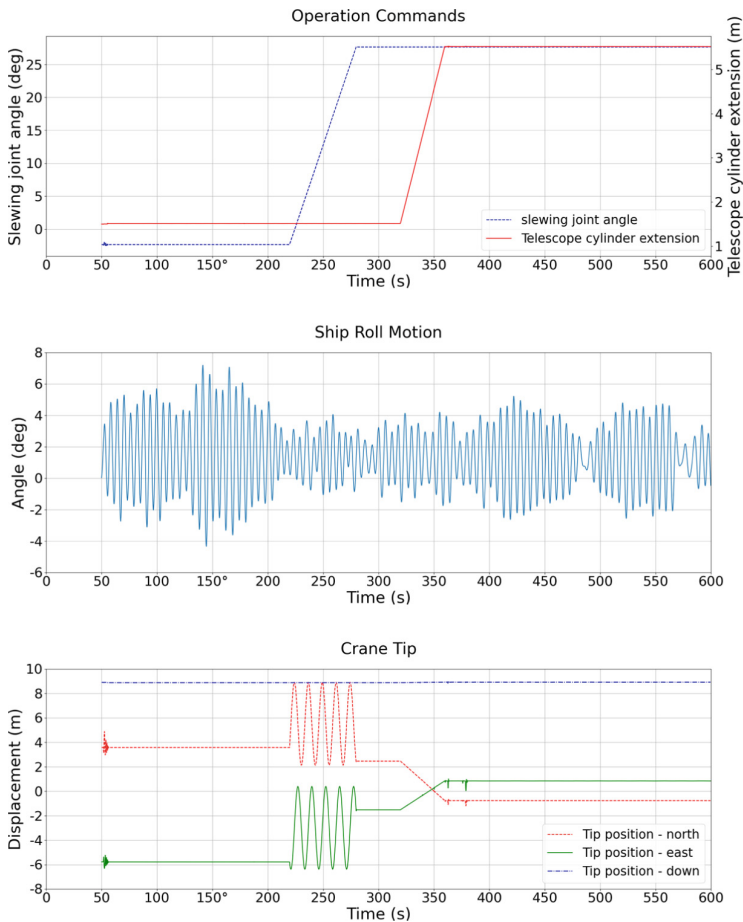 Operation Commands
Slewing joint angle (deg)
25
20
15
10
5
0
Telescope cylinder extension (m)
5
4
3
2
1
slewing joint angle
Telescope cylinder extension
0 50 100 150° 200 250 300 350 400 450 500 550 600
Time (s)
Ship Roll Motion
Angle (deg)
8
6
4
2
0
-2
-4
-6
0 50 100 150° 200 250 300 350 400 450 500 550 600
Time (s)
Crane Tip
Displacement (m)
10
8
6
4
2
0
-2
-4
-6
-8
Tip position - north
Tip position - east
Tip position - down
0 50 100 150° 200 250 300 350 400 450 500 550 600
Time (s)